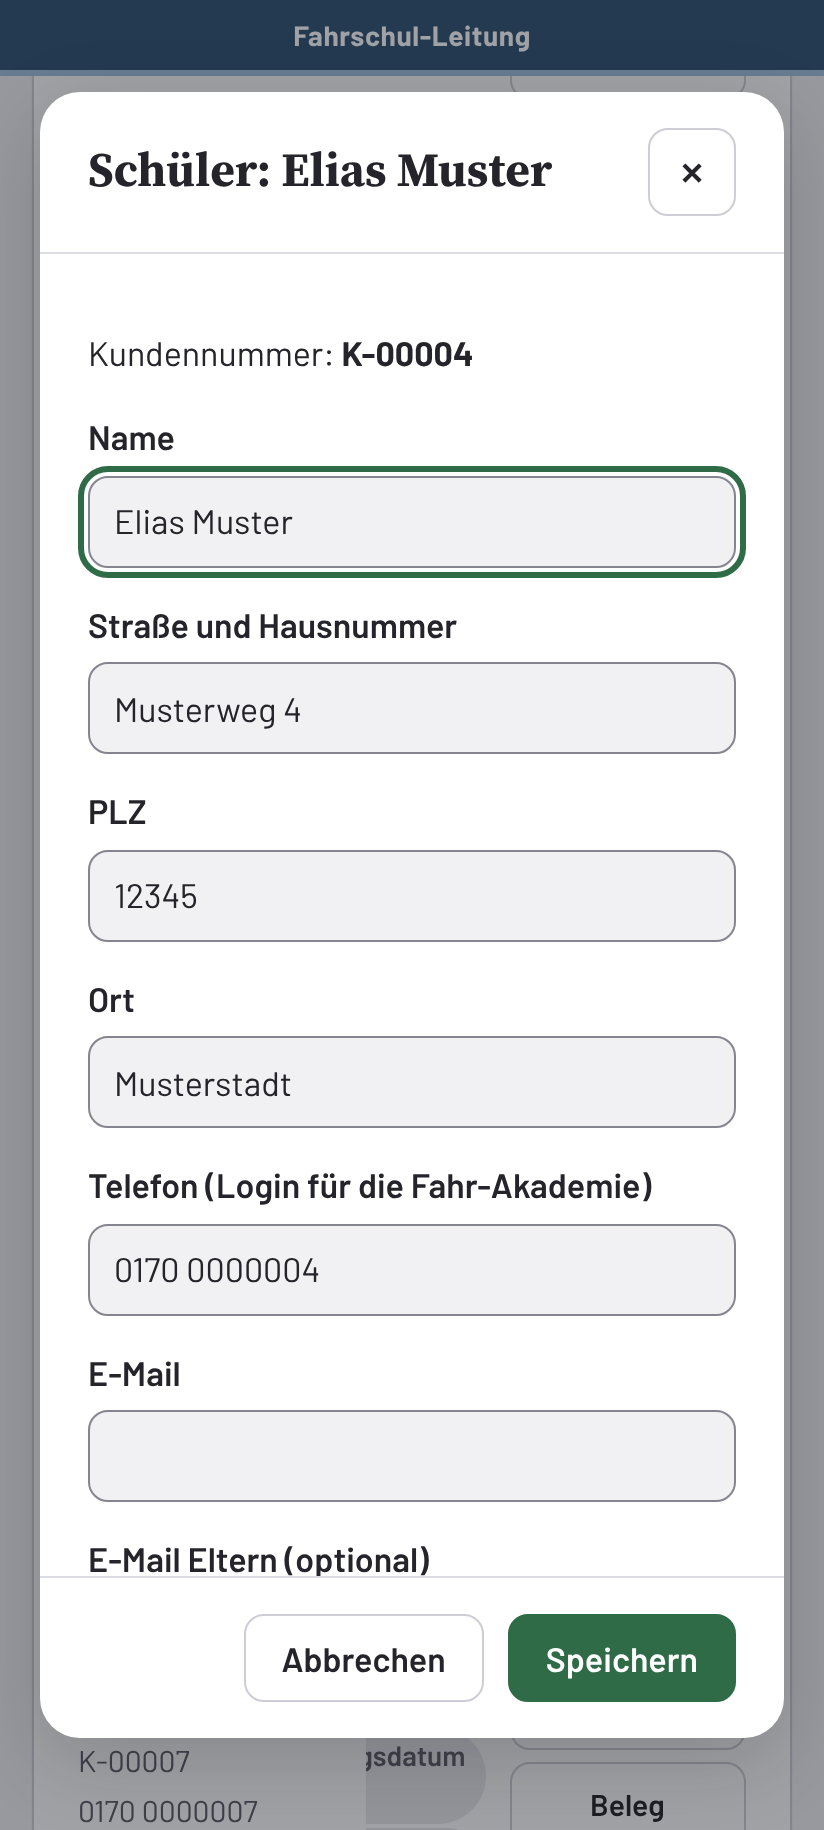 Fahrschul-Leitung
Schüler: Elias Muster
×
Kundennummer: K-00004
Name
Elias Muster
Straße und Hausnummer
Musterweg 4
PLZ
12345
Ort
Musterstadt
Telefon (Login für die Fahr-Akademie)
0170 0000004
E-Mail
E-Mail Eltern (optional)
Abbrechen
Speichern
K-00007
gsdatum
0170 0000007
Beleg